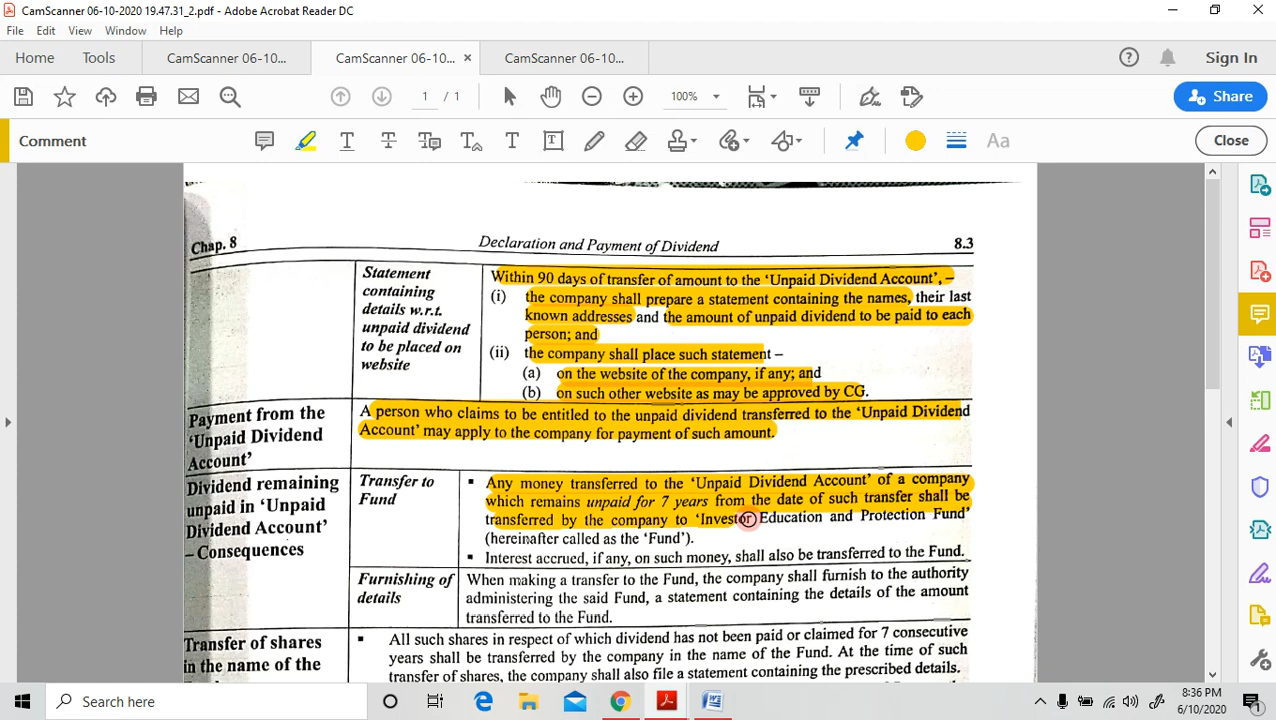 CamScanner 06-10-2020 19.47.31_2.pdf - Adobe Acrobat Reader DC
File Edit View Window Help
Home Tools CamScanner 06-10... CamScanner 06-10... × CamScanner 06-10... Sign In
1 / 1 100% Share
Comment Close
Chap. 8 Declaration and Payment of Dividend 8.3
Statement
containing
details w.r.t.
unpaid dividend
to be placed on
website
Within 90 days of transfer of amount to the 'Unpaid Dividend Account', –
(i) the company shall prepare a statement containing the names, their last
known addresses and the amount of unpaid dividend to be paid to each
person; and
(ii) the company shall place such statement –
(a) on the website of the company, if any; and
(b) on such other website as may be approved by CG.
Payment from the
'Unpaid Dividend
Account'
A person who claims to be entitled to the unpaid dividend transferred to the 'Unpaid Dividend
Account' may apply to the company for payment of such amount.
Dividend remaining
unpaid in 'Unpaid
Dividend Account'
– Consequences
Transfer to
Fund
▪ Any money transferred to the 'Unpaid Dividend Account' of a company
which remains unpaid for 7 years from the date of such transfer shall be
transferred by the company to 'Investor Education and Protection Fund'
(hereinafter called as the 'Fund').
▪ Interest accrued, if any, on such money, shall also be transferred to the Fund.
Furnishing of
details
When making a transfer to the Fund, the company shall furnish to the authority
administering the said Fund, a statement containing the details of the amount
transferred to the Fund.
Transfer of shares
in the name of the
▪ All such shares in respect of which dividend has not been paid or claimed for 7 consecutive
years shall be transferred by the company in the name of the Fund. At the time of such
transfer of shares, the company shall also file a statement containing the prescribed details.
Search here
8:36 PM
6/10/2020